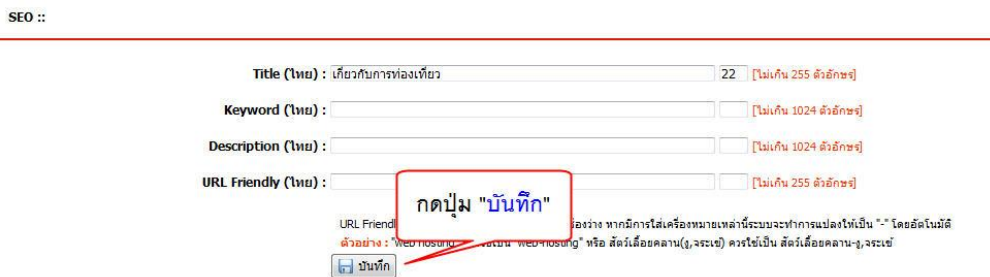 SEO ::
Title (ไทย) : เกี่ยวกับการท่องเที่ยว 22 [ไม่เกิน 255 ตัวอักษร]
Keyword (ไทย) : [ไม่เกิน 1024 ตัวอักษร]
Description (ไทย) : [ไม่เกิน 1024 ตัวอักษร]
URL Friendly (ไทย) : [ไม่เกิน 255 ตัวอักษร]
กดปุ่ม "บันทึก"
URL Friendl ช่องว่าง หากมีการใส่เครื่องหมายเหล่านี้ระบบจะทำการแปลงให้เป็น "-" โดยอัตโนมัติ
ตัวอย่าง : "web hosting" "web-hosting" หรือ สัตว์เลื้อยคลาน(งู,จระเข้) ควรใช้เป็น สัตว์เลื้อยคลาน-งู,จระเข้
บันทึก